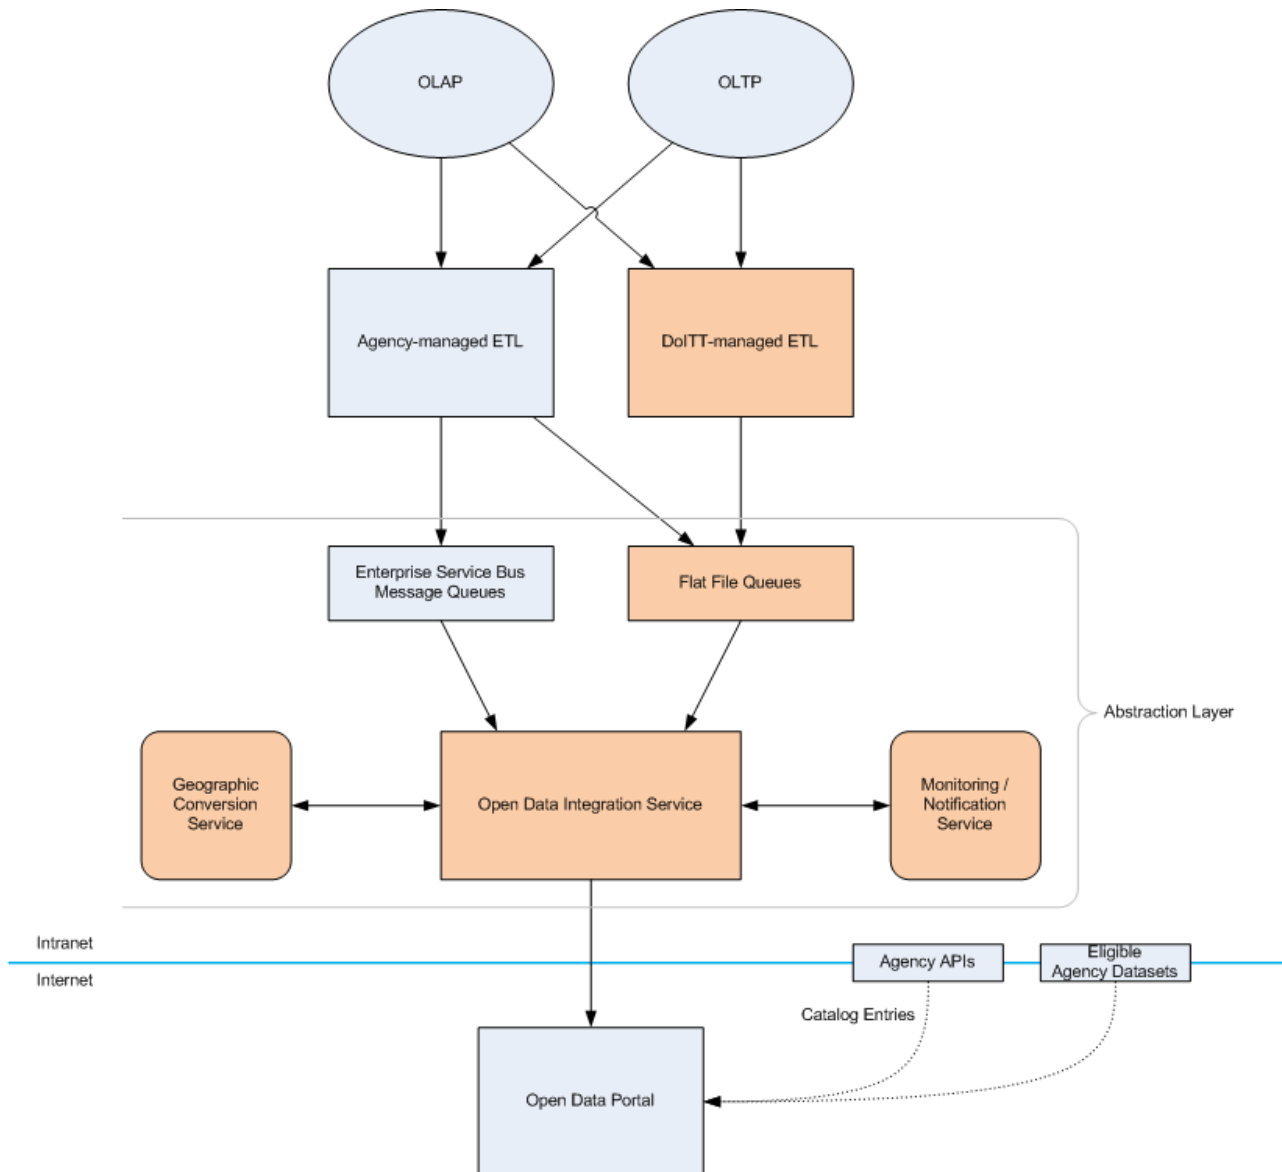 OLAP
OLTP
Agency-managed ETL
DoITT-managed ETL
Enterprise Service Bus
Message Queues
Flat File Queues
Abstraction Layer
Geographic
Conversion
Service
Open Data Integration Service
Monitoring /
Notification
Service
Intranet
Internet
Agency APIs
Eligible
Agency Datasets
Catalog Entries
Open Data Portal